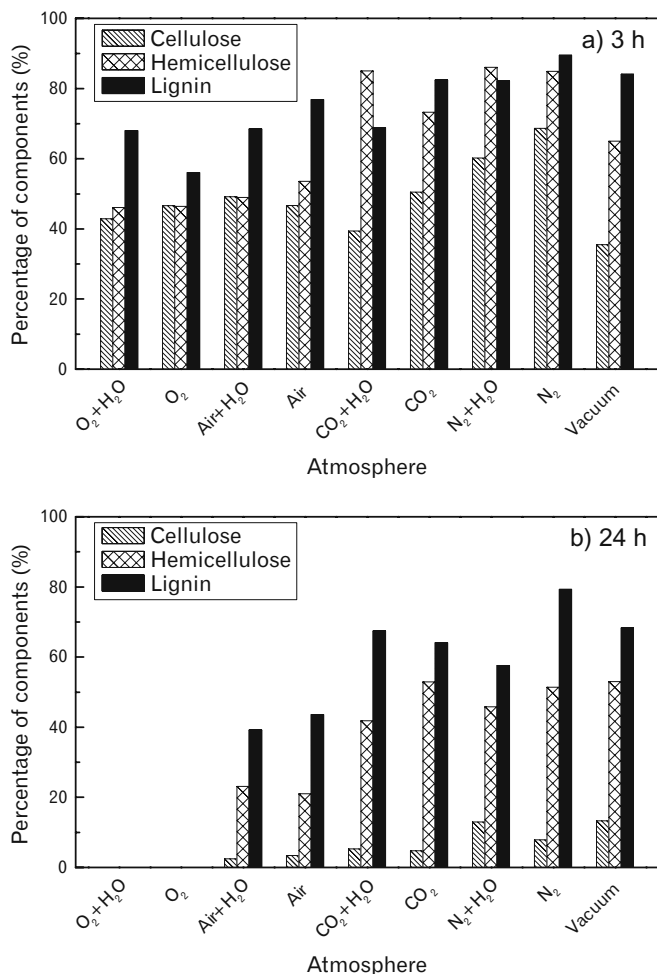 100
80
60
40
20
0
Percentage of components (%)
Cellulose
Hemicellulose
Lignin
a) 3 h
O₂+H₂O
O₂
Air+H₂O
Air
CO₂+H₂O
CO₂
N₂+H₂O
N₂
Vacuum
Atmosphere
100
80
60
40
20
0
Percentage of components (%)
Cellulose
Hemicellulose
Lignin
b) 24 h
O₂+H₂O
O₂
Air+H₂O
Air
CO₂+H₂O
CO₂
N₂+H₂O
N₂
Vacuum
Atmosphere